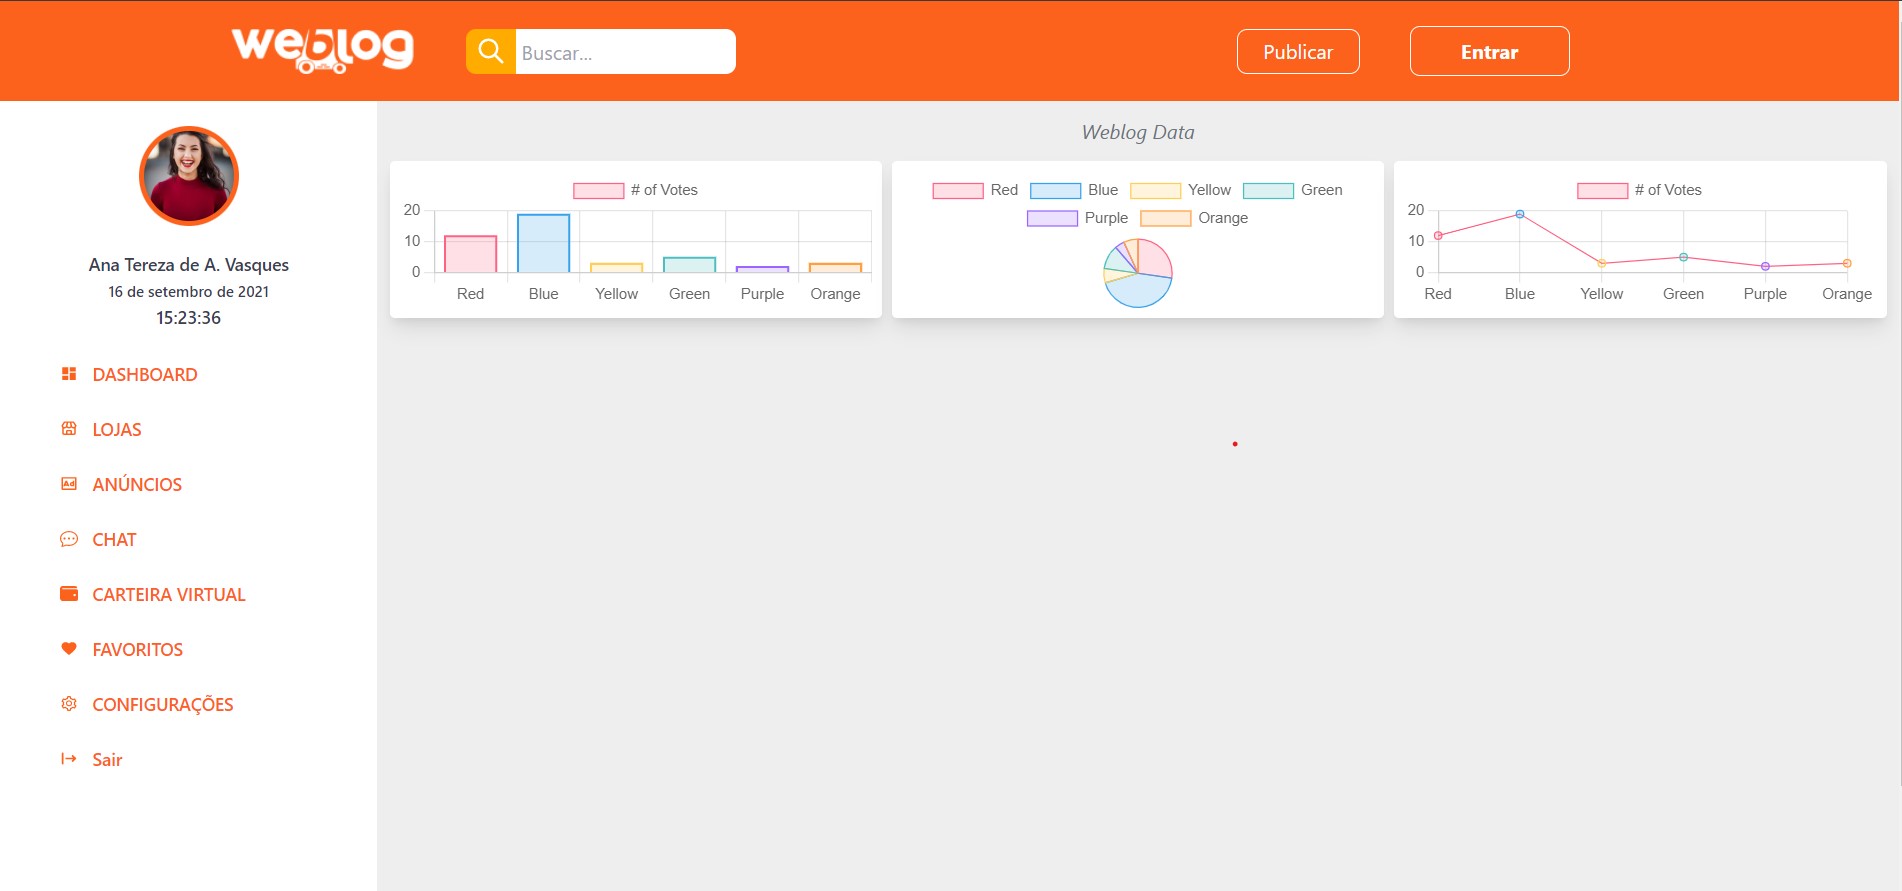 weblog
Buscar...
Publicar
Entrar
Ana Tereza de A. Vasques
16 de setembro de 2021
15:23:36
DASHBOARD
LOJAS
Ad ANÚNCIOS
CHAT
CARTEIRA VIRTUAL
FAVORITOS
CONFIGURAÇÕES
Sair
Weblog Data
# of Votes
20
10
0
Red Blue Yellow Green Purple Orange
Red Blue Yellow Green
Purple Orange
# of Votes
20
10
0
Red Blue Yellow Green Purple Orange